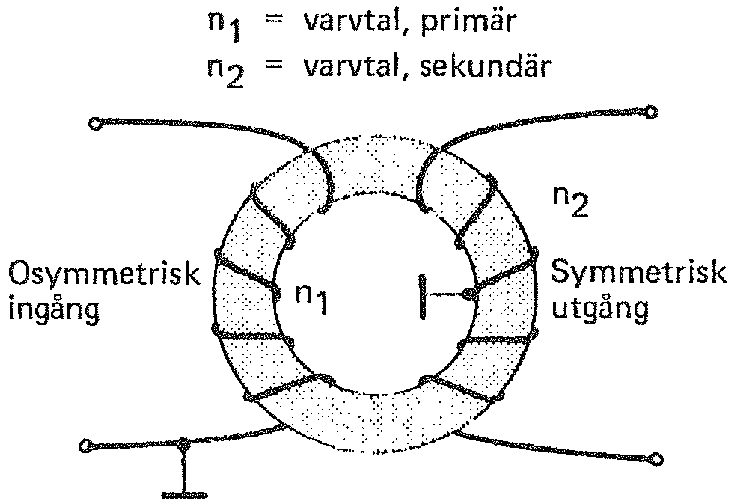 n1 = varvtal, primär
n2 = varvtal, sekundär
n2
Osymmetrisk
ingång
n1
Symmetrisk
utgång